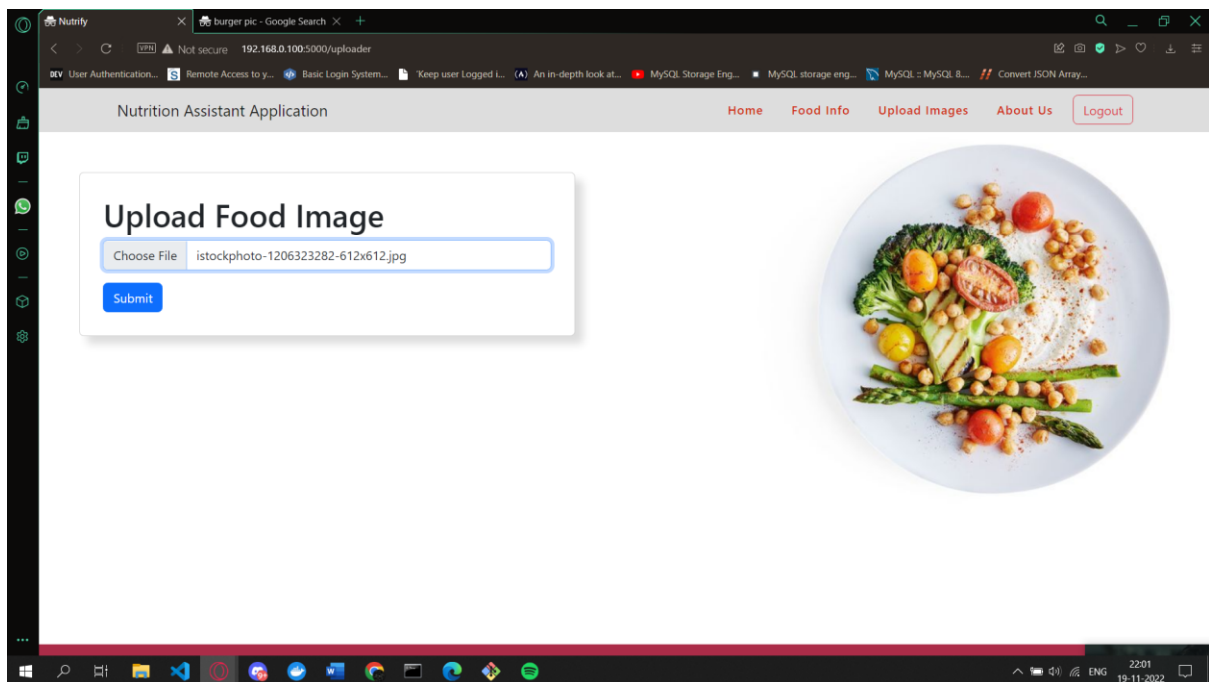 Nutrify
burger pic - Google Search
VPN Not secure 192.168.0.100:5000/uploader
DEV User Authentication... S Remote Access to y... Basic Login System... 'Keep user Logged i... (A) An in-depth look at... MySQL Storage Eng... MySQL storage eng... MySQL :: MySQL 8.... Convert JSON Array...
Nutrition Assistant Application Home Food Info Upload Images About Us Logout
Upload Food Image
Choose File istockphoto-1206323282-612x612.jpg
Submit
ENG 22:01
19-11-2022